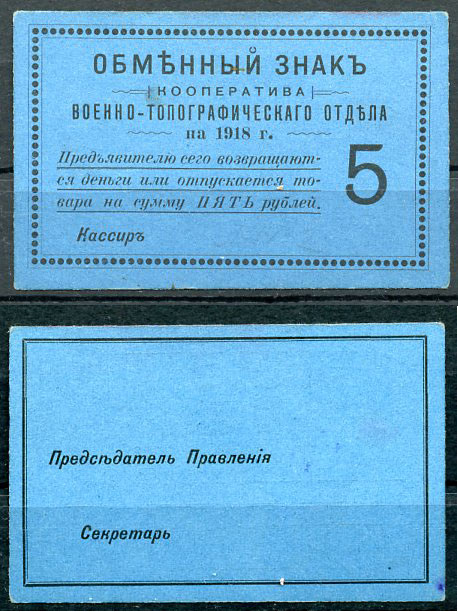 ОБМѢННЫЙ ЗНАКЪ
КООПЕРАТИВА
ВОЕННО-ТОПОГРАФИЧЕСКАГО ОТДѢЛА
на 1918 г.
Предъявителю сего возвращают-
ся деньги или отпускается то-
вара на сумму ПЯТЬ рублей.
5
Кассиръ
Предсѣдатель Правленія
Секретарь